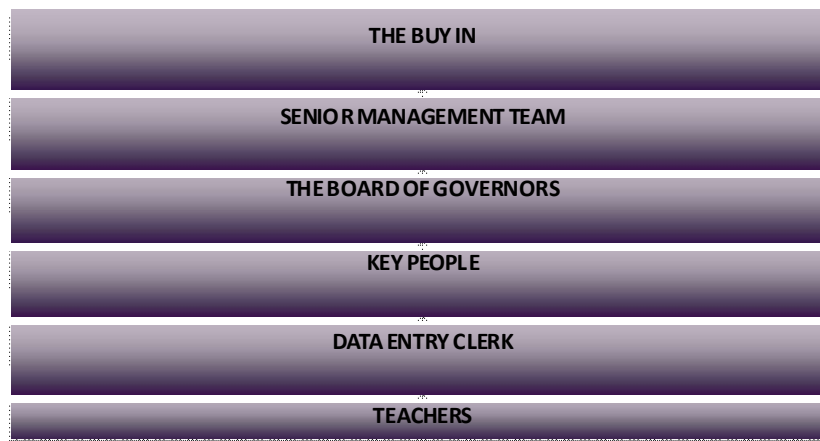 THE BUY IN
SENIOR MANAGEMENT TEAM
THE BOARD OF GOVERNORS
KEY PEOPLE
DATA ENTRY CLERK
TEACHERS